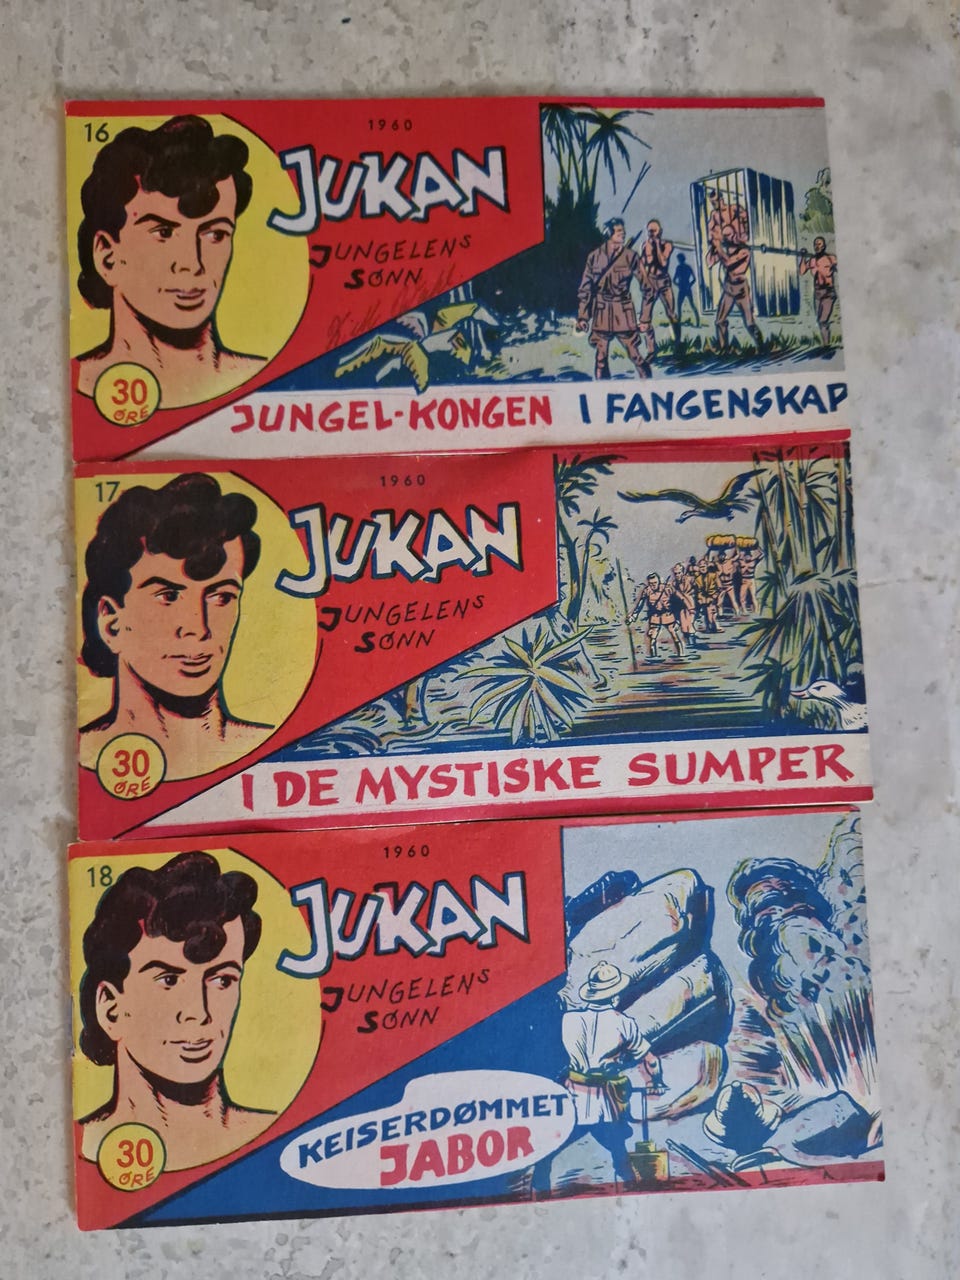 16
1960
JUKAN
JUNGELENS
SØNN
30
ØRE
JUNGEL-KONGEN I FANGENSKAP
17
1960
JUKAN
JUNGELENS
SØNN
30
ØRE
I DE MYSTISKE SUMPER
18
1960
JUKAN
JUNGELENS
SØNN
30
ØRE
KEISERDØMMET
JABOR